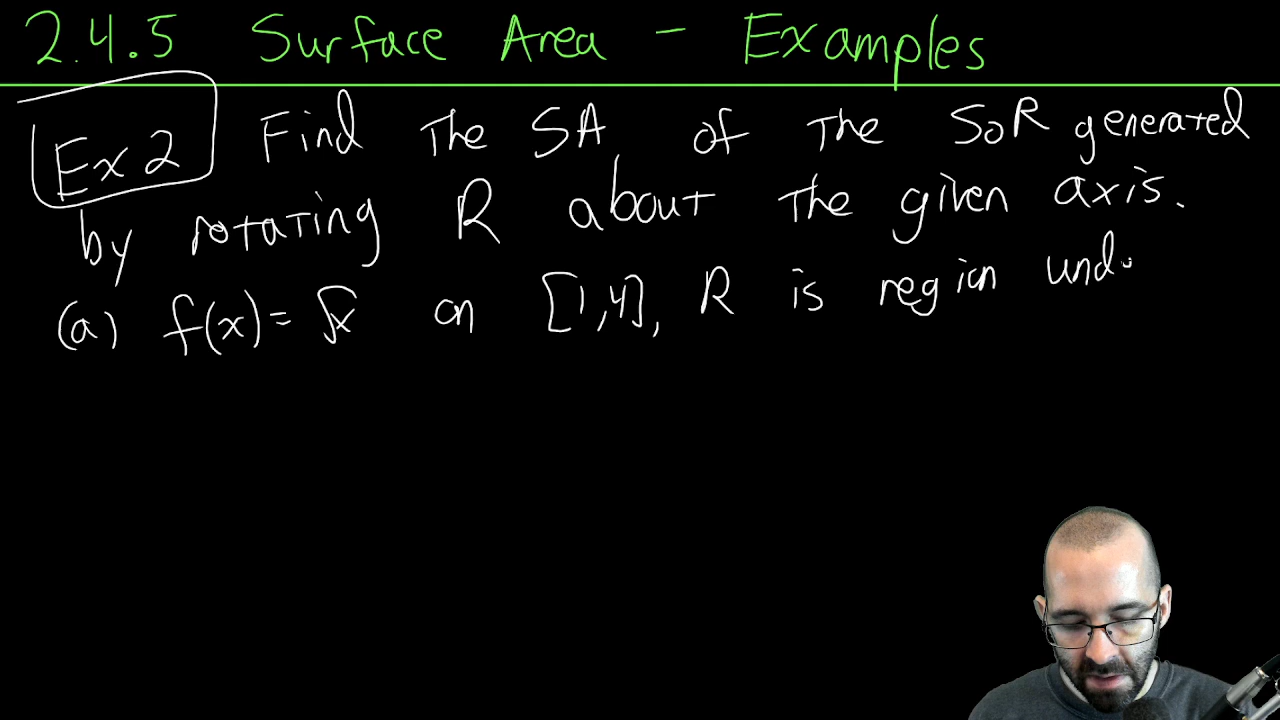 2.4.5 Surface Area - Examples
Ex 2 Find the SA of the SoR generated
by rotating R about the given axis.
(a) f(x) = √x on [1,4], R is region und